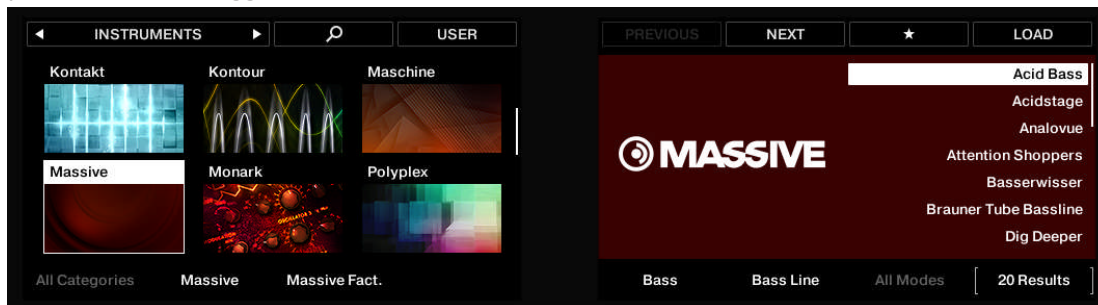 INSTRUMENTS USER
Kontakt Kontour Maschine
Massive Monark Polyplex
All Categories Massive Massive Fact.
PREVIOUS NEXT LOAD
MASSIVE
Acid Bass
Acidstage
Analovue
Attention Shoppers
Basserwisser
Brauner Tube Bassline
Dig Deeper
Bass Bass Line All Modes 20 Results